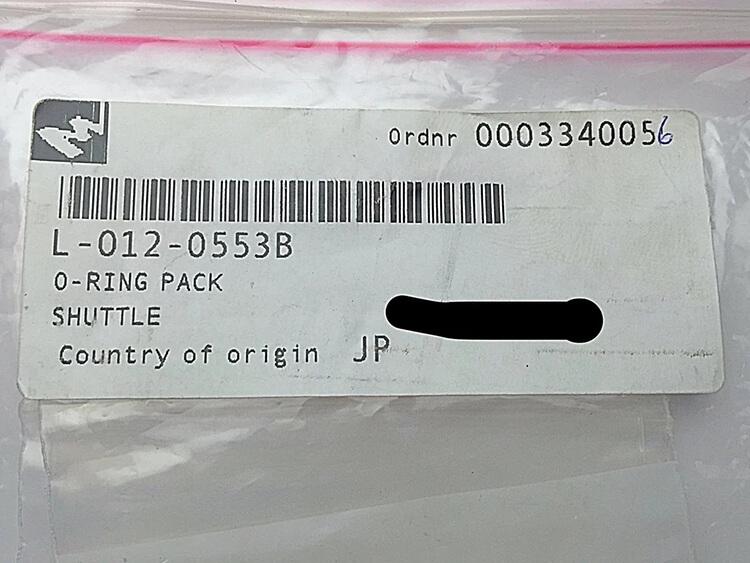 Ordnr 0003340056
L-012-0553B
O-RING PACK
SHUTTLE
Country of origin JP